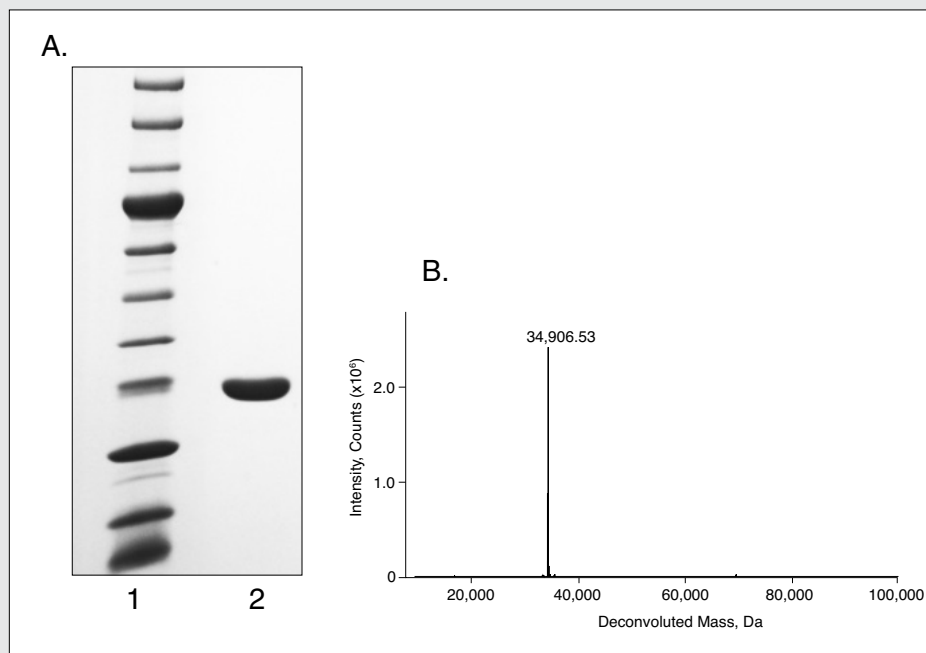 A.
1 2
B.
34,906.53
Intensity, Counts (x10⁶)
2.0
1.0
0
20,000 40,000 60,000 80,000 100,000
Deconvoluted Mass, Da